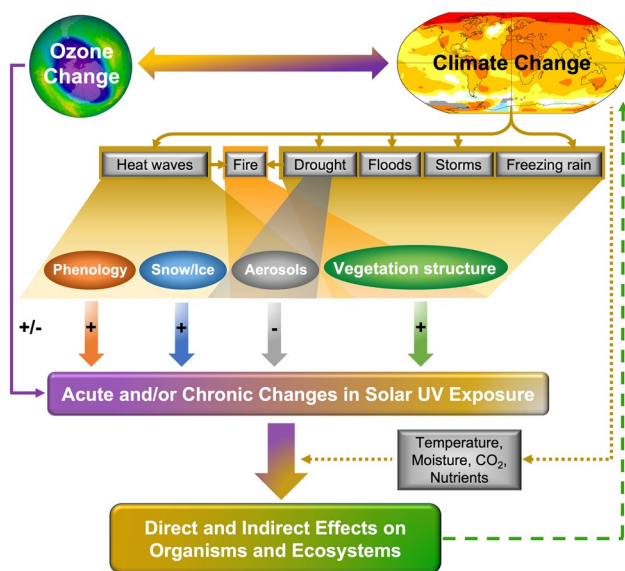 Ozone
Change
Climate Change
Heat waves
Fire
Drought
Floods
Storms
Freezing rain
Phenology
Snow/Ice
Aerosols
Vegetation structure
+/-
+
+
-
+
Acute and/or Chronic Changes in Solar UV Exposure
Temperature,
Moisture, CO₂,
Nutrients
Direct and Indirect Effects on
Organisms and Ecosystems